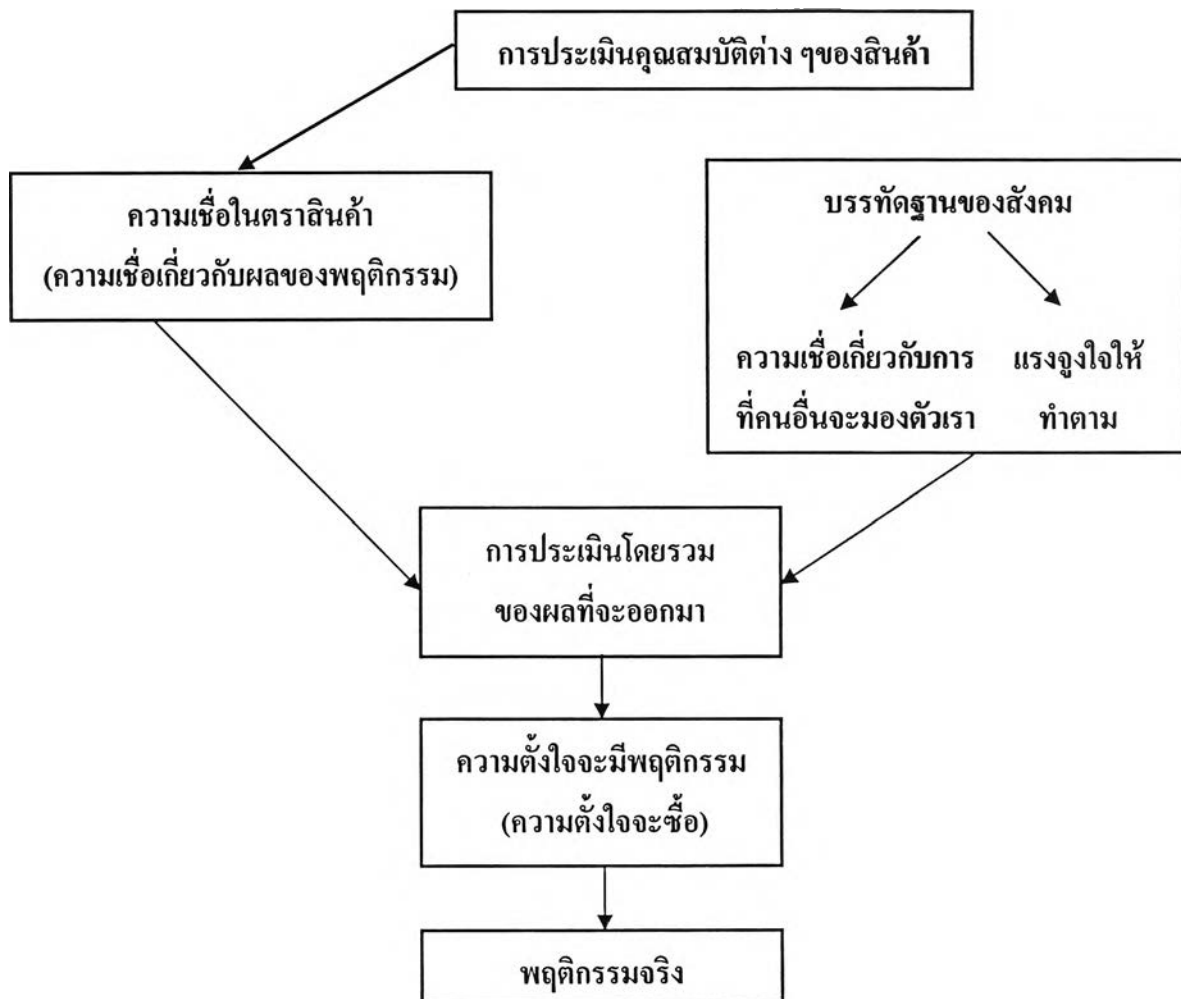 การประเมินคุณสมบัติต่าง ๆของสินค้า
ความเชื่อในตราสินค้า
(ความเชื่อเกี่ยวกับผลของพฤติกรรม)
บรรทัดฐานของสังคม
ความเชื่อเกี่ยวกับการ
ที่คนอื่นจะมองตัวเรา
แรงจูงใจให้
ทำตาม
การประเมินโดยรวม
ของผลที่จะออกมา
ความตั้งใจจะมีพฤติกรรม
(ความตั้งใจจะซื้อ)
พฤติกรรมจริง